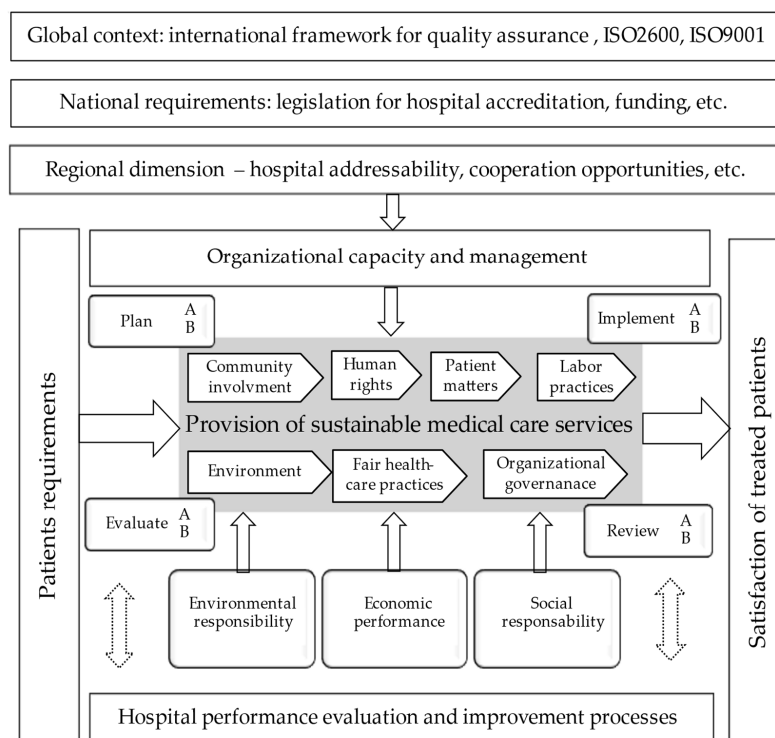 Global context: international framework for quality assurance , ISO2600, ISO9001
National requirements: legislation for hospital accreditation, funding, etc.
Regional dimension – hospital addressability, cooperation opportunities, etc.
Organizational capacity and management
Plan
A
B
Implement
A
B
Patients requirements
Community
involvment
Human
rights
Patient
matters
Labor
practices
Provision of sustainable medical care services
Environment
Fair health-
care practices
Organizational
governanace
Satisfaction of treated patients
Evaluate
A
B
Review
A
B
Environmental
responsibility
Economic
performance
Social
responsability
Hospital performance evaluation and improvement processes